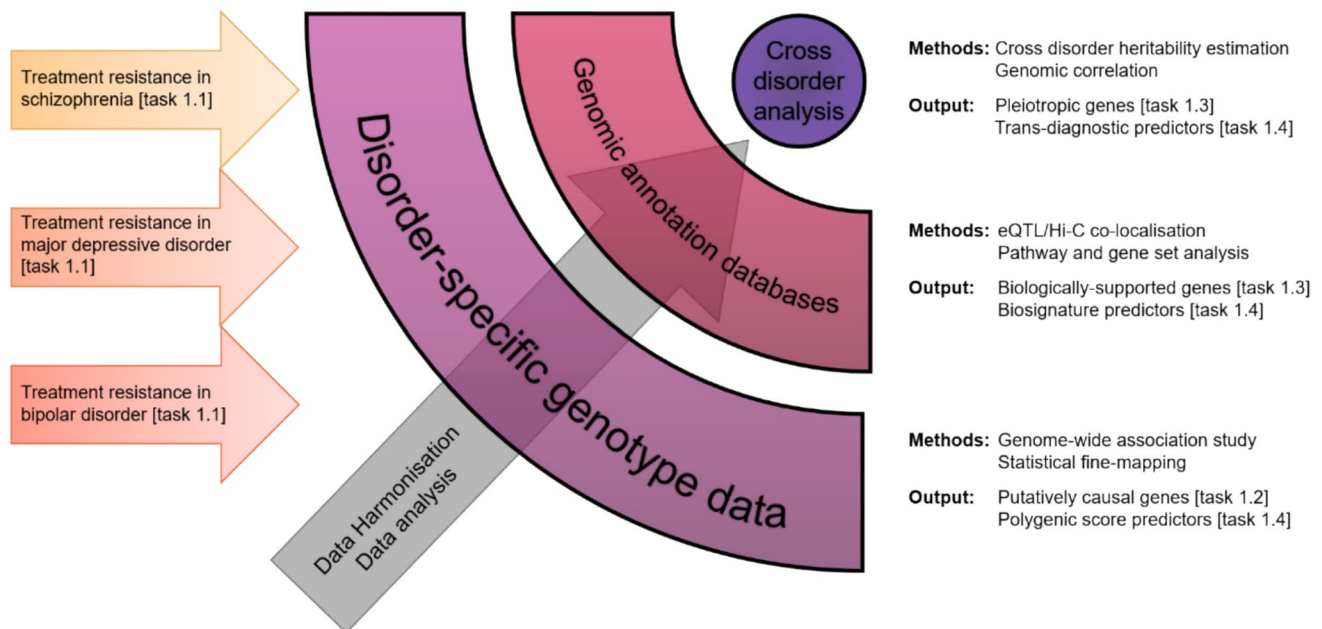 Treatment resistance in
schizophrenia [task 1.1]
Treatment resistance in
major depressive disorder
[task 1.1]
Treatment resistance in
bipolar disorder [task 1.1]
Data Harmonisation
Data analysis
Disorder-specific genotype data
Genomic annotation databases
Cross
disorder
analysis
Methods: Cross disorder heritability estimation
Genomic correlation
Output: Pleiotropic genes [task 1.3]
Trans-diagnostic predictors [task 1.4]
Methods: eQTL/Hi-C co-localisation
Pathway and gene set analysis
Output: Biologically-supported genes [task 1.3]
Biosignature predictors [task 1.4]
Methods: Genome-wide association study
Statistical fine-mapping
Output: Putatively causal genes [task 1.2]
Polygenic score predictors [task 1.4]